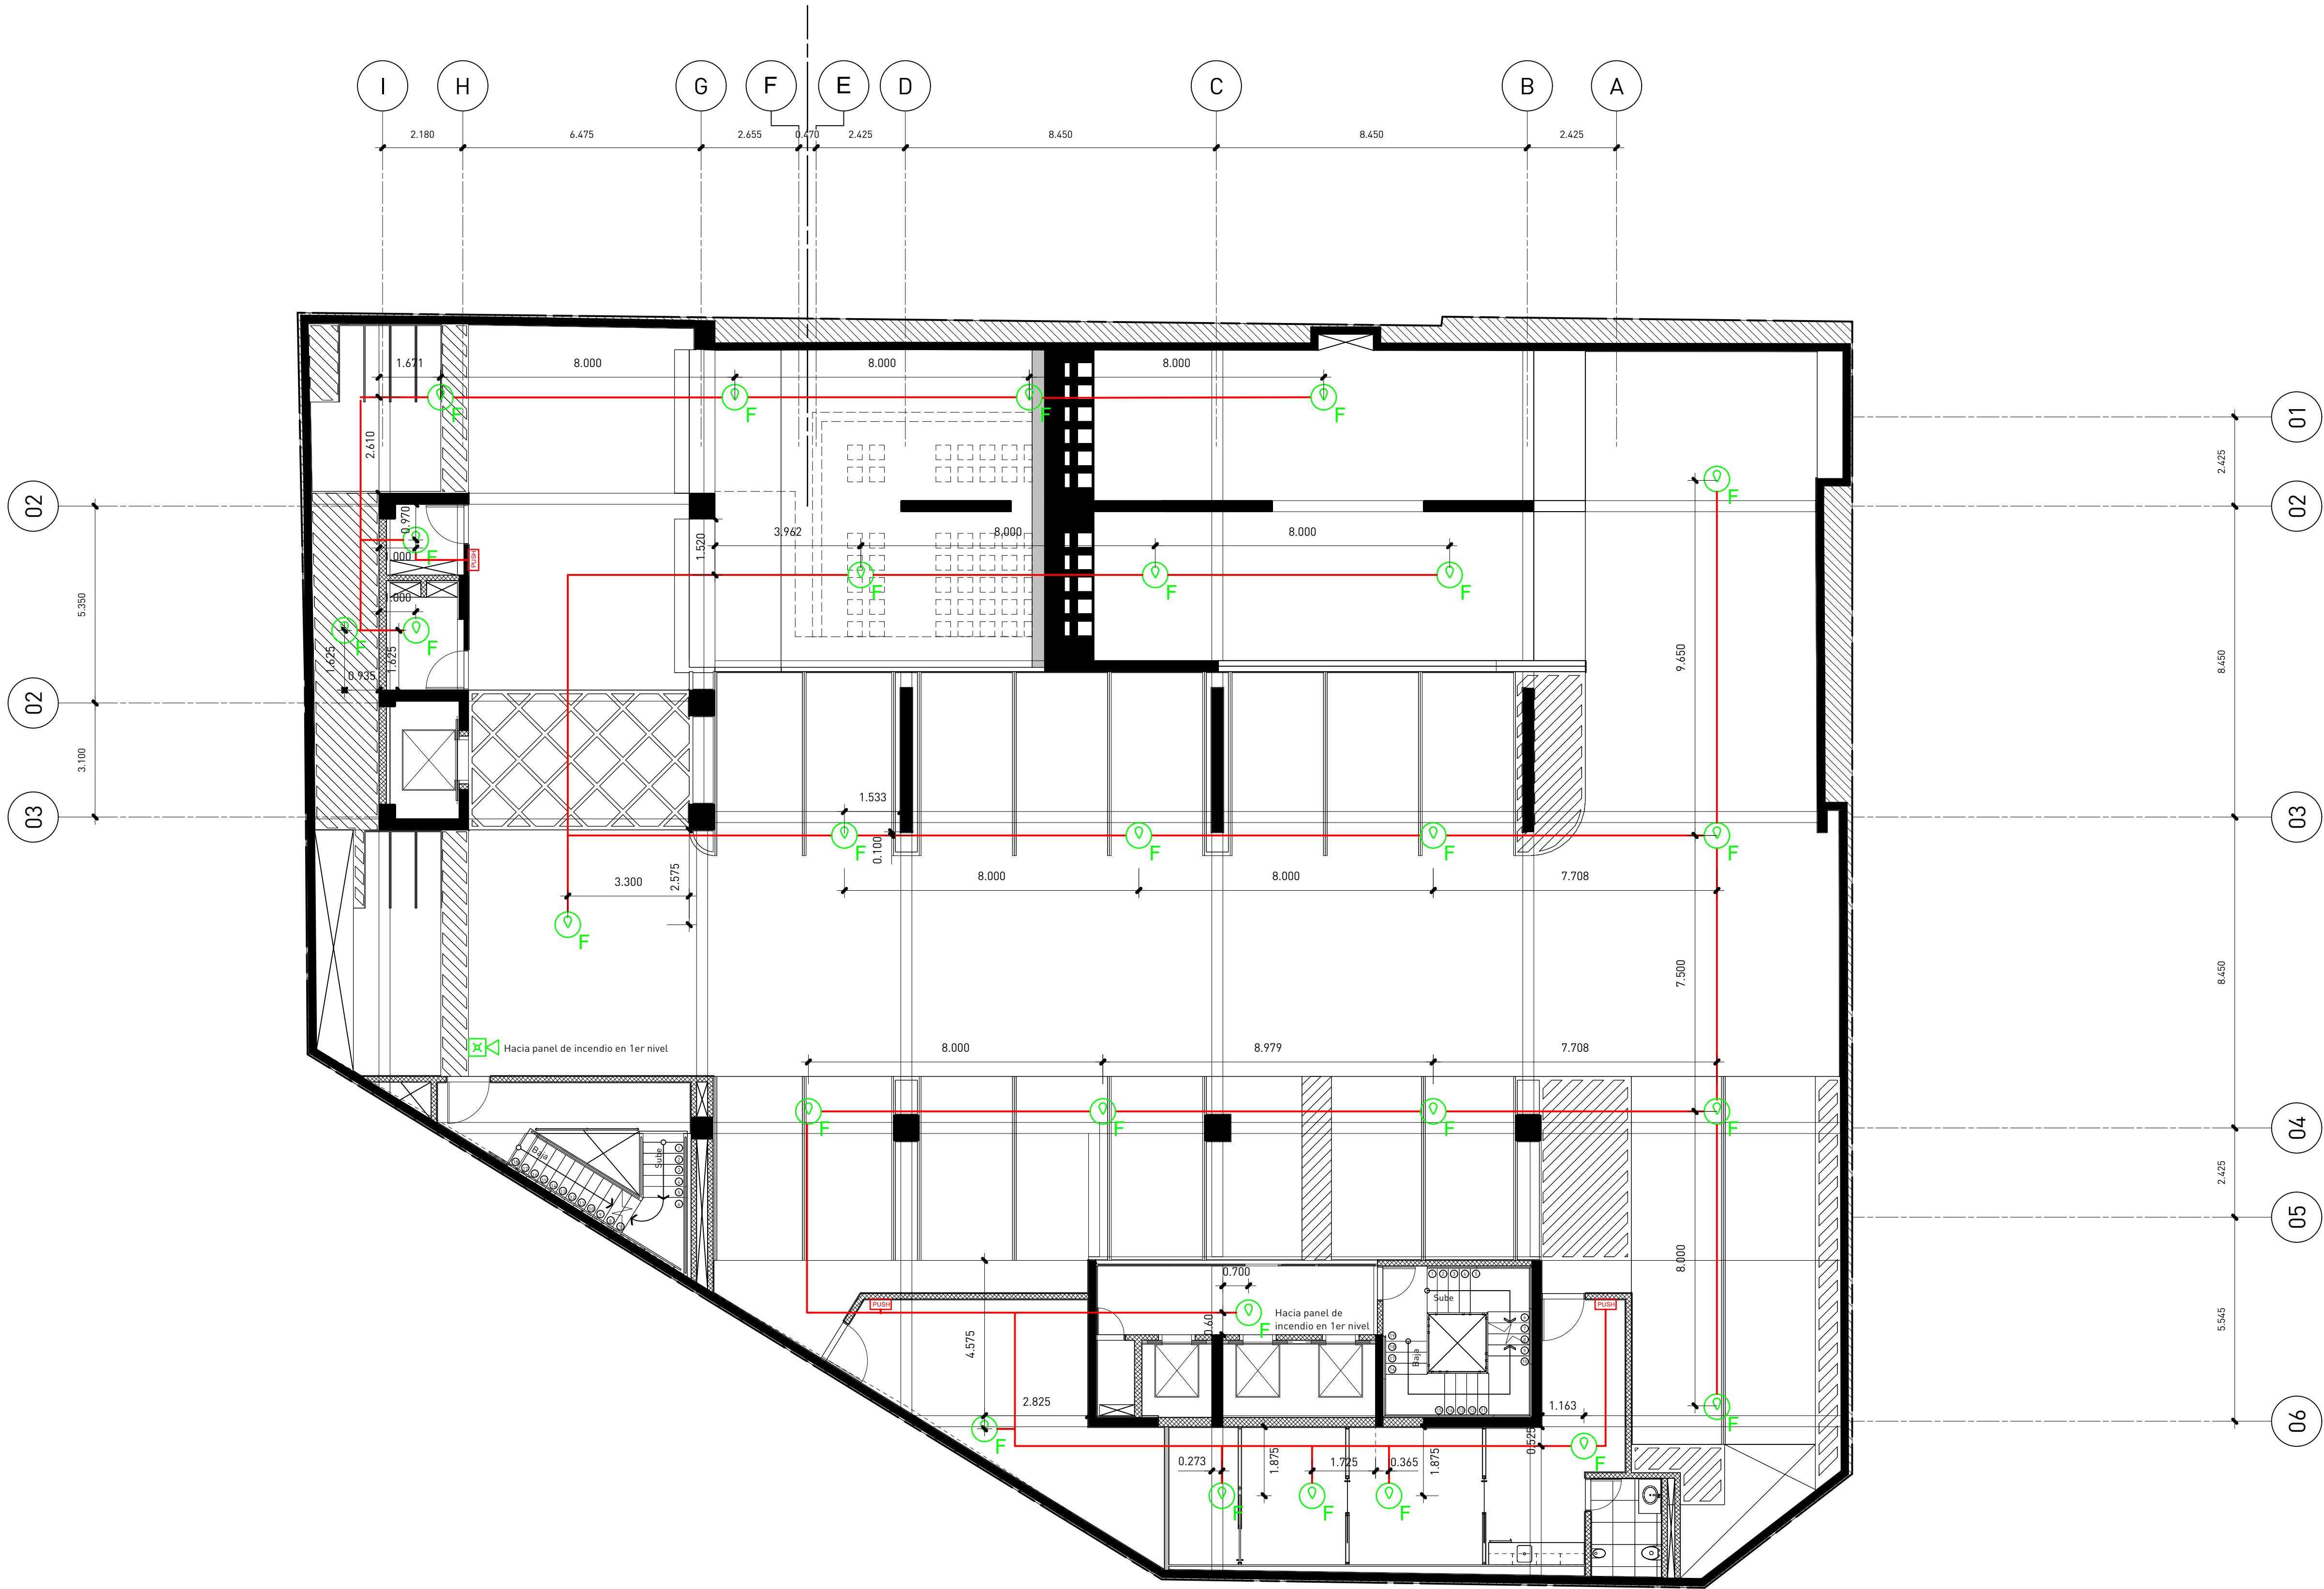 I H G F E D C B A
2.180 6.475 2.655 0.470 2.425 8.450 8.450 2.425
1.671 8.000 8.000 8.000
01
2.610
2.425
F F F F
02 02
0.970 F
F 1.520 3.962 8.000 8.000
1.000 PUSH
F F F
5.350
1.000
F F
1.625 1.625 9.650 8.450
0.935
02
3.100
1.533
03 03
0.100 F F F F
2.575
3.300 8.000 8.000 7.708
F
7.500 8.450
Hacia panel de incendio en 1er nivel
8.000 8.979 7.708
F F F F
04
Baja Sube
2.425
05
8.000
0.700
Sube
PUSH PUSH
Hacia panel de
incendio en 1er nivel
F 0.60
4.575 5.545
Baja
2.825 1.163
F F
06
0.525
0.273 1.875 1.725 0.365 1.875
F
F F F